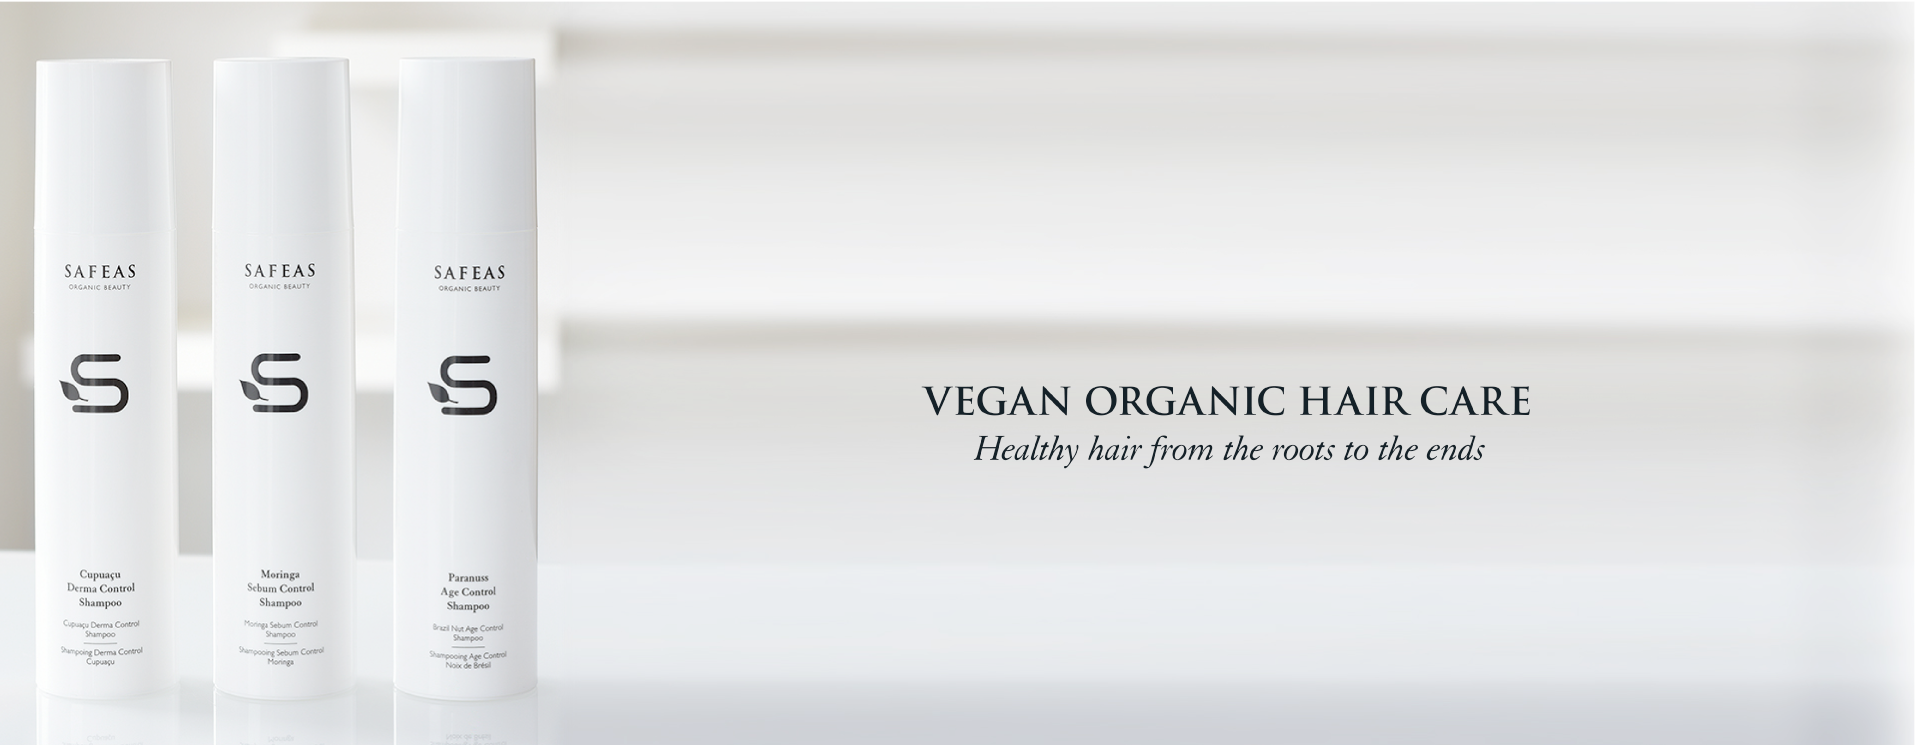 SAFEAS
ORGANIC BEAUTY
Cupuaçu
Derma Control
Shampoo
Cupuaçu Derma Control
Shampoo
Shampoing Derma Control
Cupuaçu
SAFEAS
ORGANIC BEAUTY
Moringa
Sebum Control
Shampoo
Moringa Sebum Control
Shampoo
Shampooing Sebum Control
Moringa
SAFEAS
ORGANIC BEAUTY
Paranuss
Age Control
Shampoo
Brazil Nut Age Control
Shampoo
Shampooing Age Control
Noix de Brésil
VEGAN ORGANIC HAIR CARE
Healthy hair from the roots to the ends